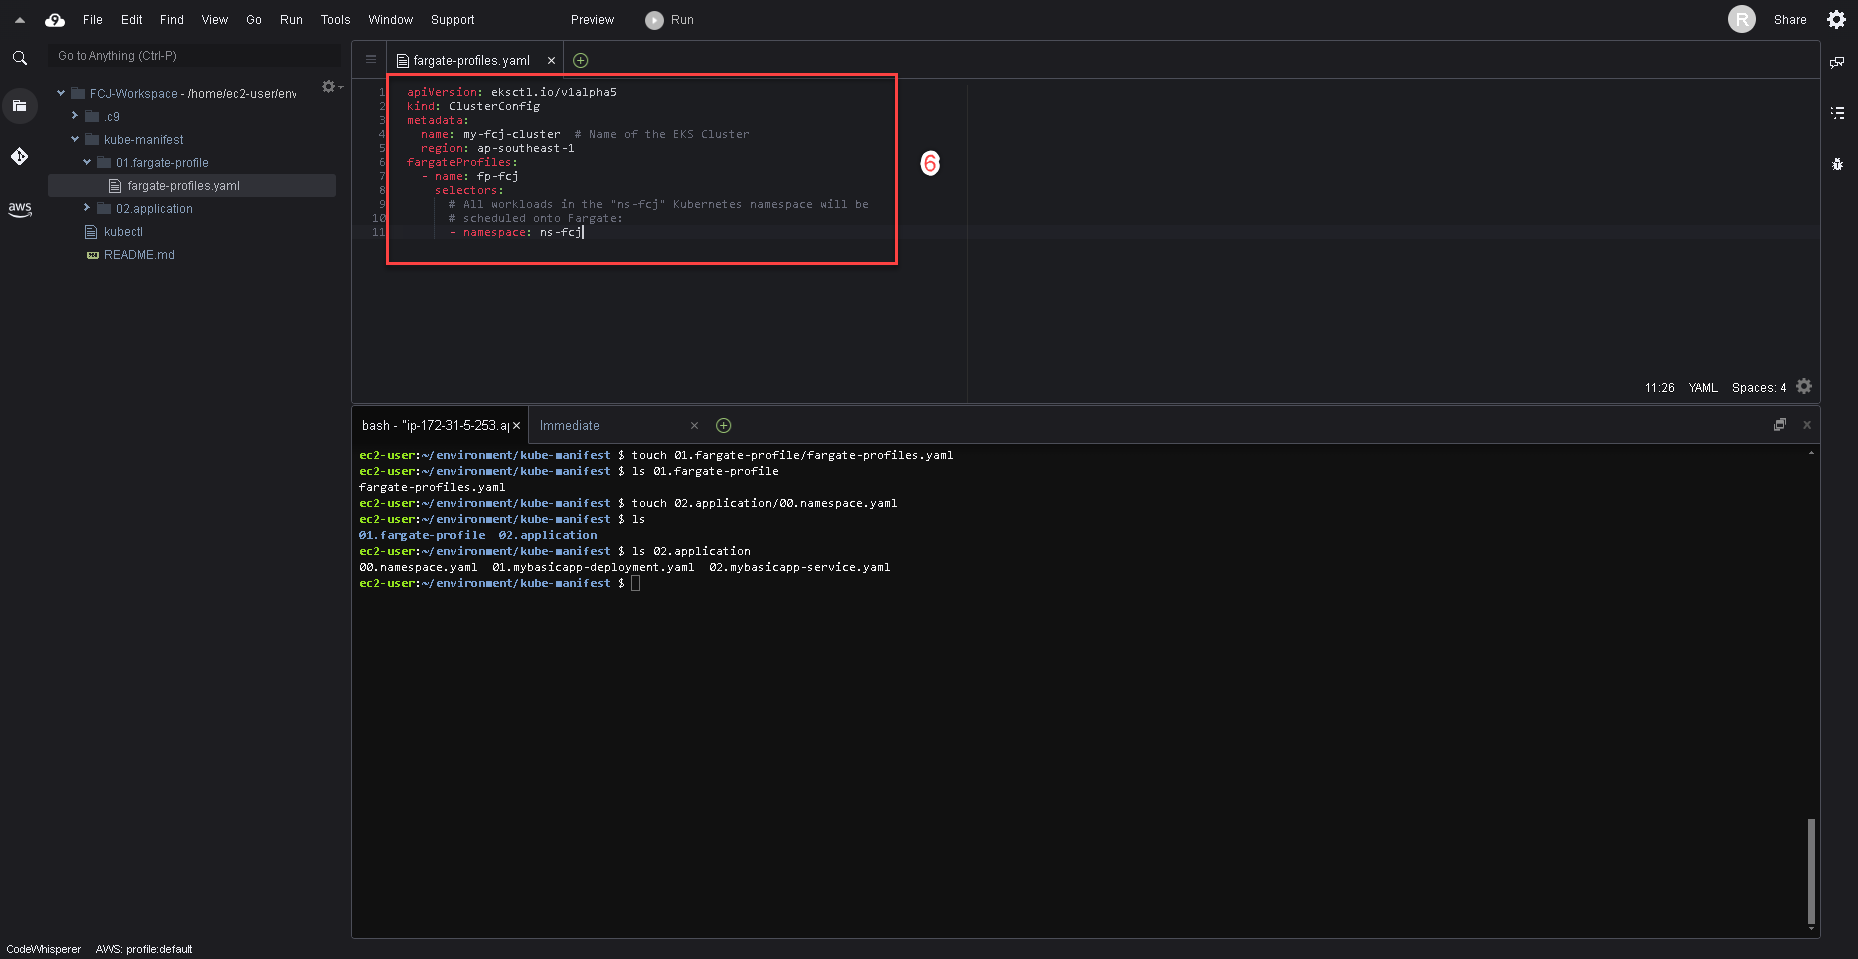 9 File Edit Find View Go Run Tools Window Support Preview Run R Share
Go to Anything (Ctrl-P)
FCJ-Workspace - /home/ec2-user/env
.c9
kube-manifest
01.fargate-profile
fargate-profiles.yaml
02.application
kubectl
README.md
aws
fargate-profiles.yaml
1 apiVersion: eksctl.io/v1alpha5
2 kind: ClusterConfig
3 metadata:
4 name: my-fcj-cluster # Name of the EKS Cluster
5 region: ap-southeast-1
6 fargateProfiles:
7 - name: fp-fcj
8 selectors:
9 # All workloads in the "ns-fcj" Kubernetes namespace will be
10 # scheduled onto Fargate:
11 - namespace: ns-fcj
6
11:26 YAML Spaces: 4
bash - "ip-172-31-5-253.ap Immediate
ec2-user:~/environment/kube-manifest $ touch 01.fargate-profile/fargate-profiles.yaml
ec2-user:~/environment/kube-manifest $ ls 01.fargate-profile
fargate-profiles.yaml
ec2-user:~/environment/kube-manifest $ touch 02.application/00.namespace.yaml
ec2-user:~/environment/kube-manifest $ ls
01.fargate-profile 02.application
ec2-user:~/environment/kube-manifest $ ls 02.application
00.namespace.yaml 01.mybasicapp-deployment.yaml 02.mybasicapp-service.yaml
ec2-user:~/environment/kube-manifest $
CodeWhisperer AWS: profile:default